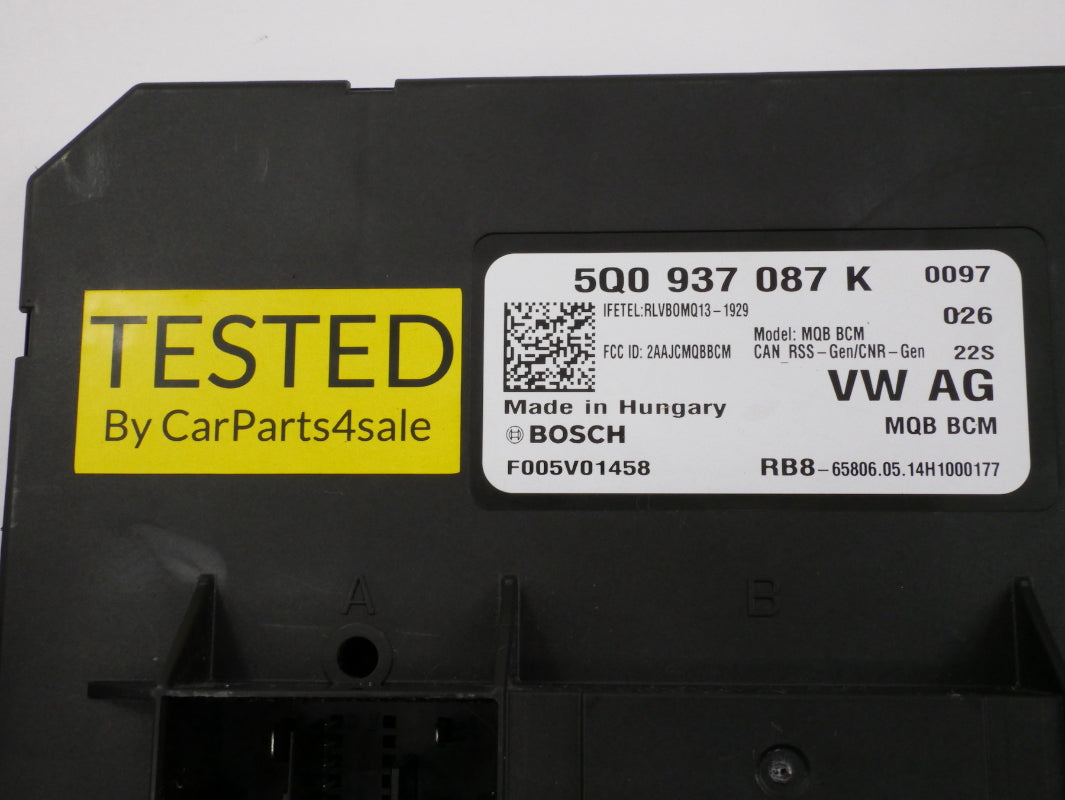 TESTED
By CarParts4sale
5Q0 937 087 K 0097
IFETEL:RLVBOMQ13-1929
026
Model: MQB BCM
FCC ID: 2AAJCMQBBCM
CAN_RSS-Gen/CNR-Gen 22S
VW AG
Made in Hungary
MQB BCM
BOSCH
F005V01458
RB8-65806.05.14H1000177
A
B